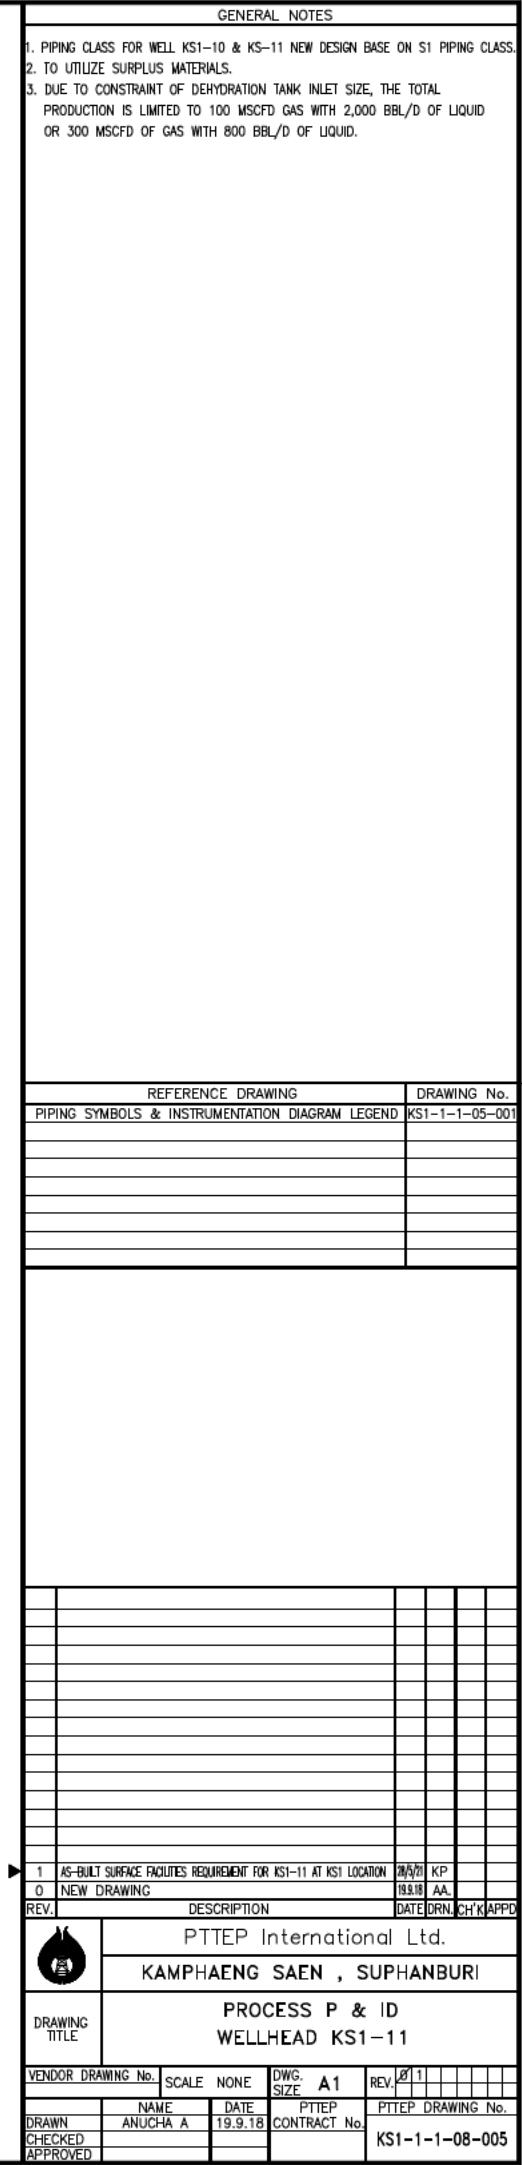 GENERAL NOTES
1. PIPING CLASS FOR WELL KS1-10 & KS-11 NEW DESIGN BASE ON S1 PIPING CLASS.
2. TO UTILIZE SURPLUS MATERIALS.
3. DUE TO CONSTRAINT OF DEHYDRATION TANK INLET SIZE, THE TOTAL
PRODUCTION IS LIMITED TO 100 MSCFD GAS WITH 2,000 BBL/D OF LIQUID
OR 300 MSCFD OF GAS WITH 800 BBL/D OF LIQUID.
REFERENCE DRAWING DRAWING No.
PIPING SYMBOLS & INSTRUMENTATION DIAGRAM LEGEND KS1-1-1-05-001
1 AS-BUILT SURFACE FACILITIES REQUIREMENT FOR KS1-11 AT KS1 LOCATION 28/5/21 KP
0 NEW DRAWING 19.9.18 AA.
REV. DESCRIPTION DATE DRN. CH'K APPD
PTTEP International Ltd.
KAMPHAENG SAEN , SUPHANBURI
DRAWING TITLE
PROCESS P & ID
WELLHEAD KS1-11
VENDOR DRAWING No. SCALE NONE DWG. SIZE A1 REV. 0 1
NAME DATE PTTEP CONTRACT No. PTTEP DRAWING No.
DRAWN ANUCHA A 19.9.18
CHECKED
APPROVED
KS1-1-1-08-005